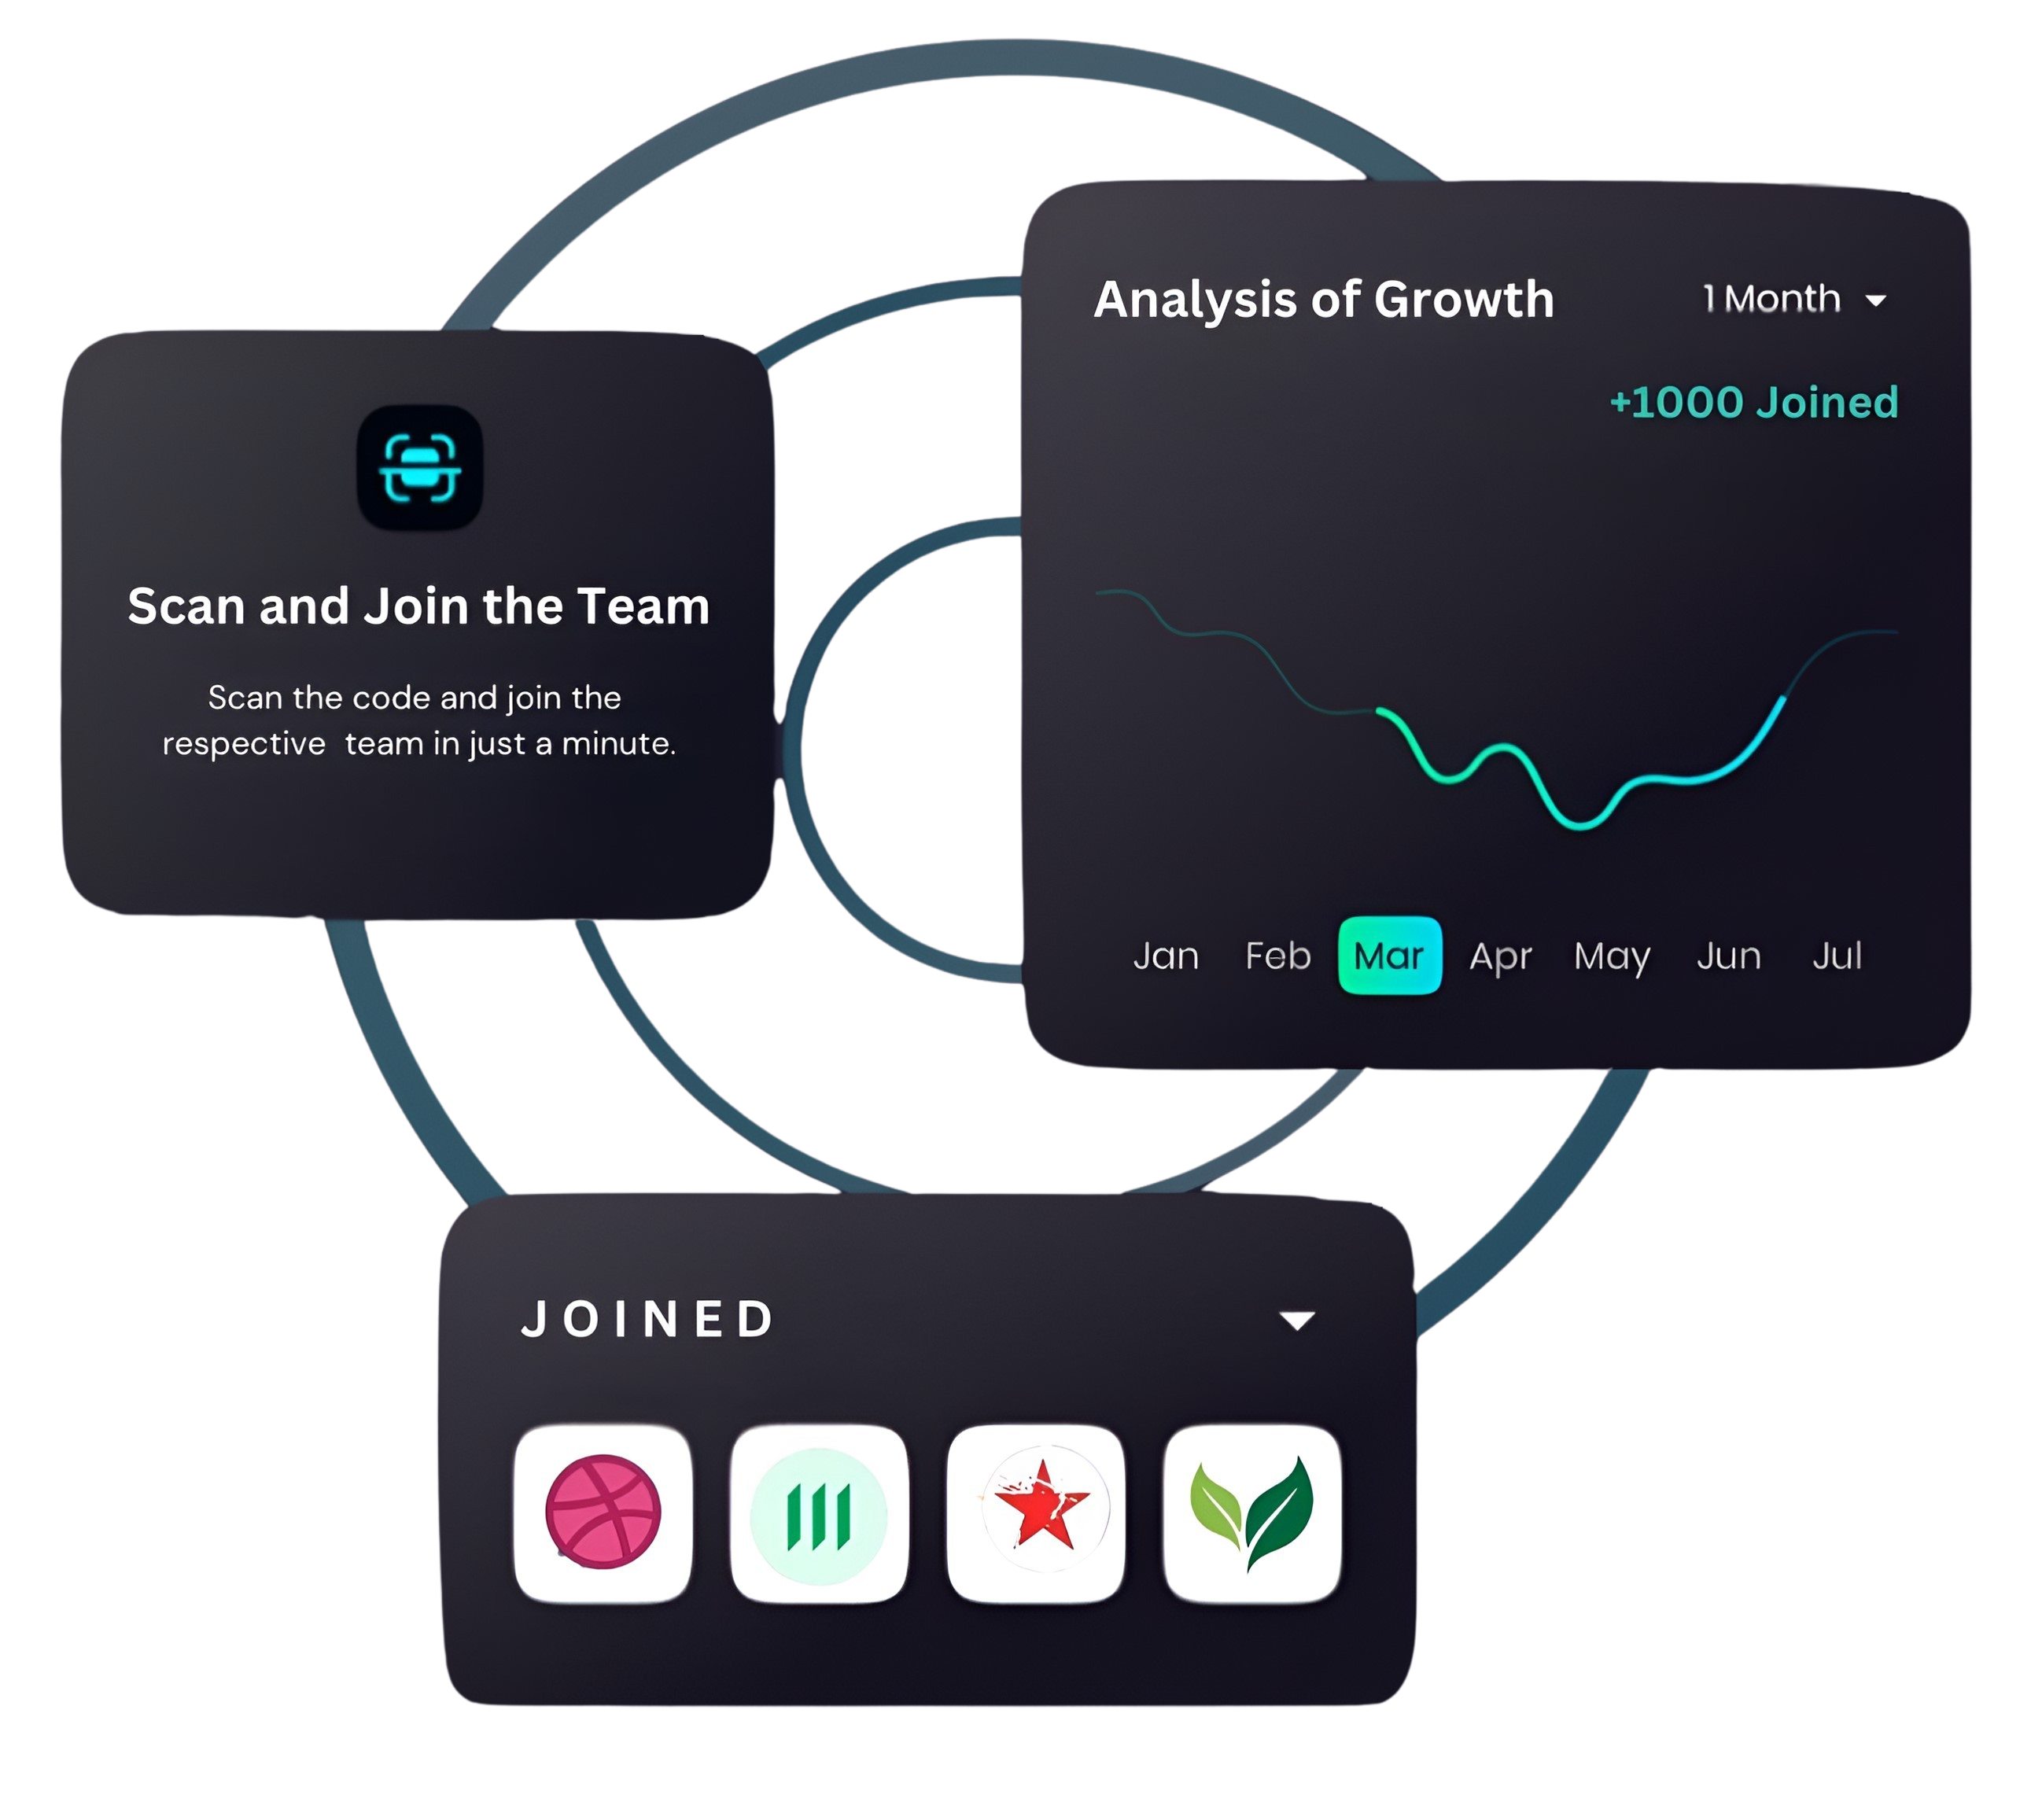 Analysis of Growth
1 Month
+1000 Joined
Scan and Join the Team
Scan the code and join the
respective  team in just a minute.
Jan Feb Mar Apr May Jun Jul
JOINED